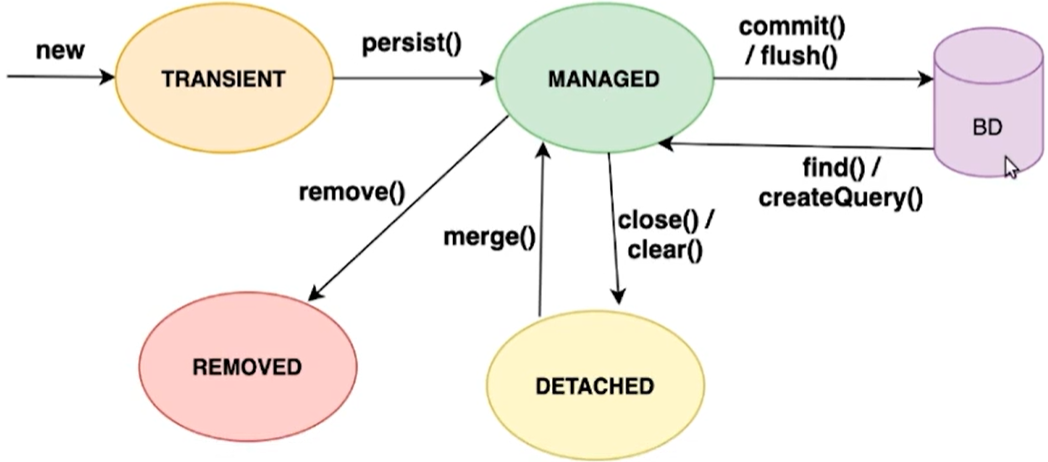 new
TRANSIENT
persist()
MANAGED
commit()
/ flush()
BD
find() /
createQuery()
remove()
merge()
close() /
clear()
REMOVED
DETACHED